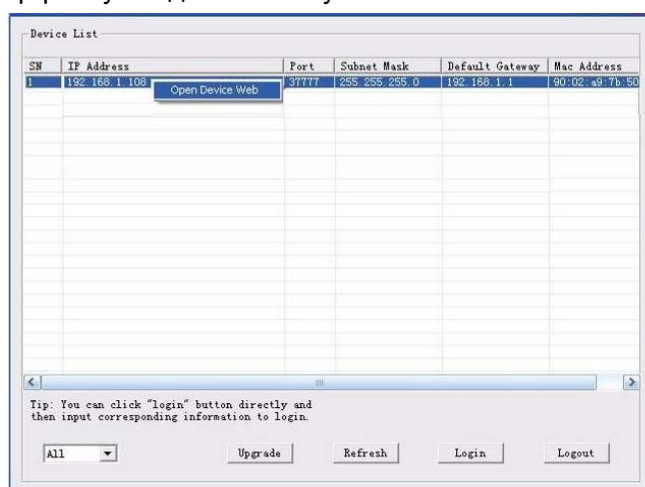 Device List
SN IP Address Port Subnet Mask Default Gateway Mac Address
1 192.168.1.108 37777 255.255.255.0 192.168.1.1 90:02:a9:7b:50
Open Device Web
Tip: You can click "login" button directly and
then input corresponding information to login.
All Upgrade Refresh Login Logout